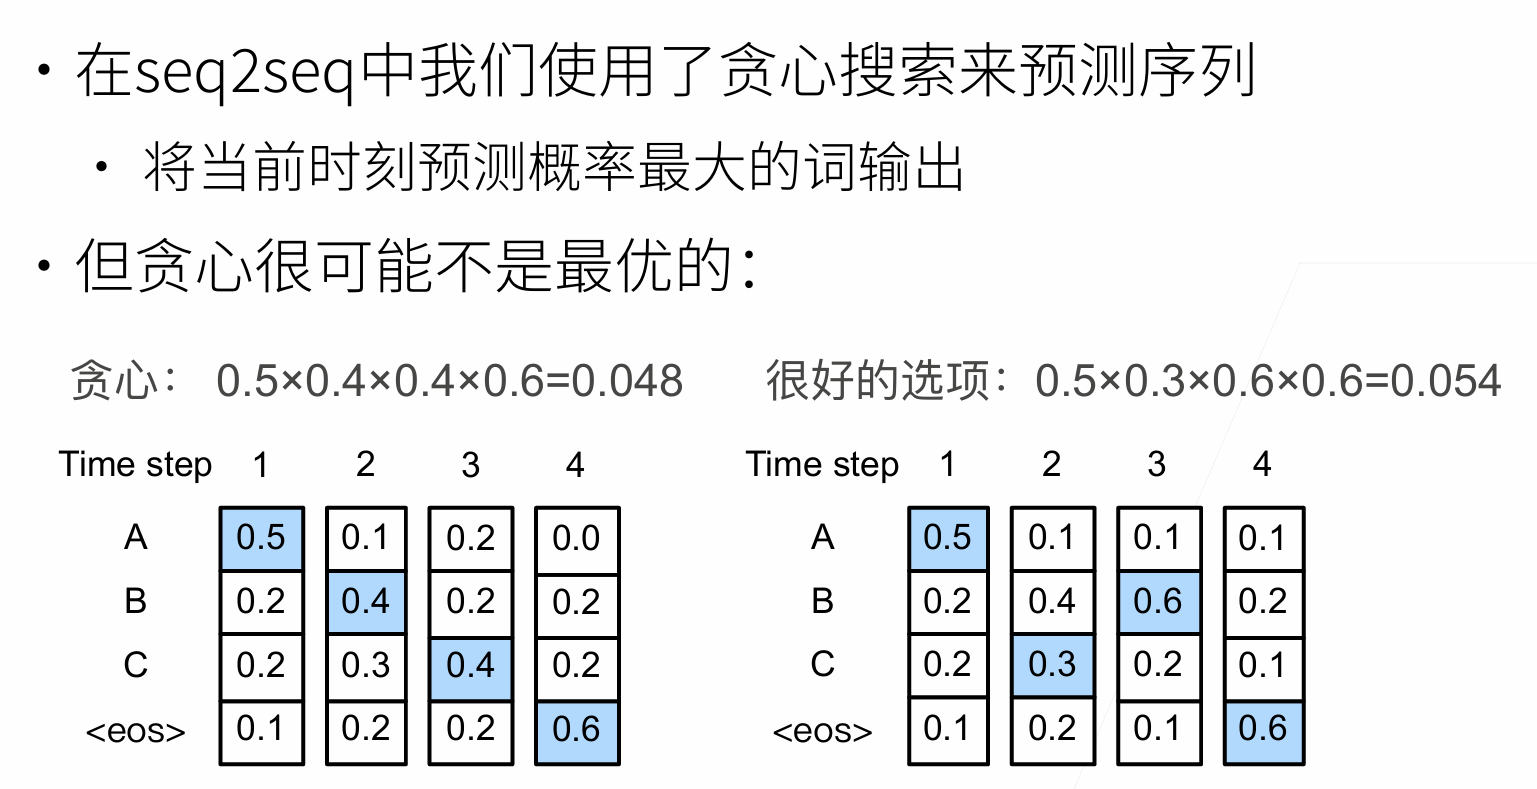 • 在seq2seq中我们使用了贪心搜索来预测序列
• 将当前时刻预测概率最大的词输出
• 但贪心很可能不是最优的：
贪心： 0.5×0.4×0.4×0.6=0.048
很好的选项：0.5×0.3×0.6×0.6=0.054
Time step 1 2 3 4
A 0.5 0.1 0.2 0.0
B 0.2 0.4 0.2 0.2
C 0.2 0.3 0.4 0.2
<eos> 0.1 0.2 0.2 0.6
Time step 1 2 3 4
A 0.5 0.1 0.1 0.1
B 0.2 0.4 0.6 0.2
C 0.2 0.3 0.2 0.1
<eos> 0.1 0.2 0.1 0.6